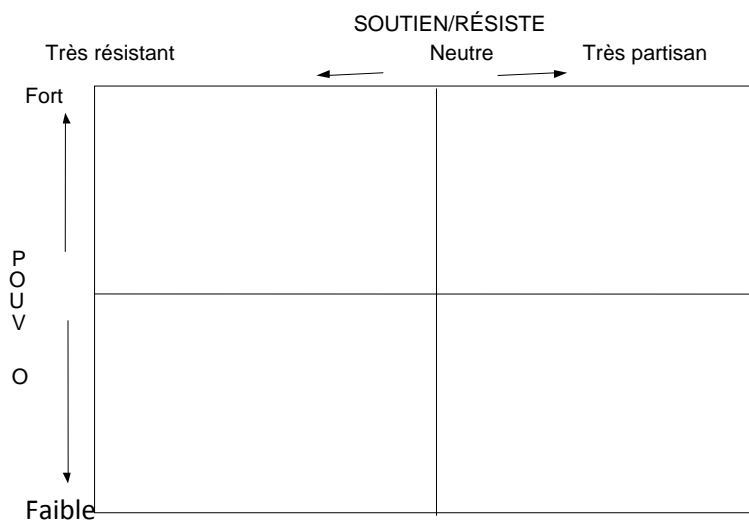 SOUTIEN/RÉSISTE
Très résistant Neutre Très partisan
Fort
P
O
U
V
O
Faible